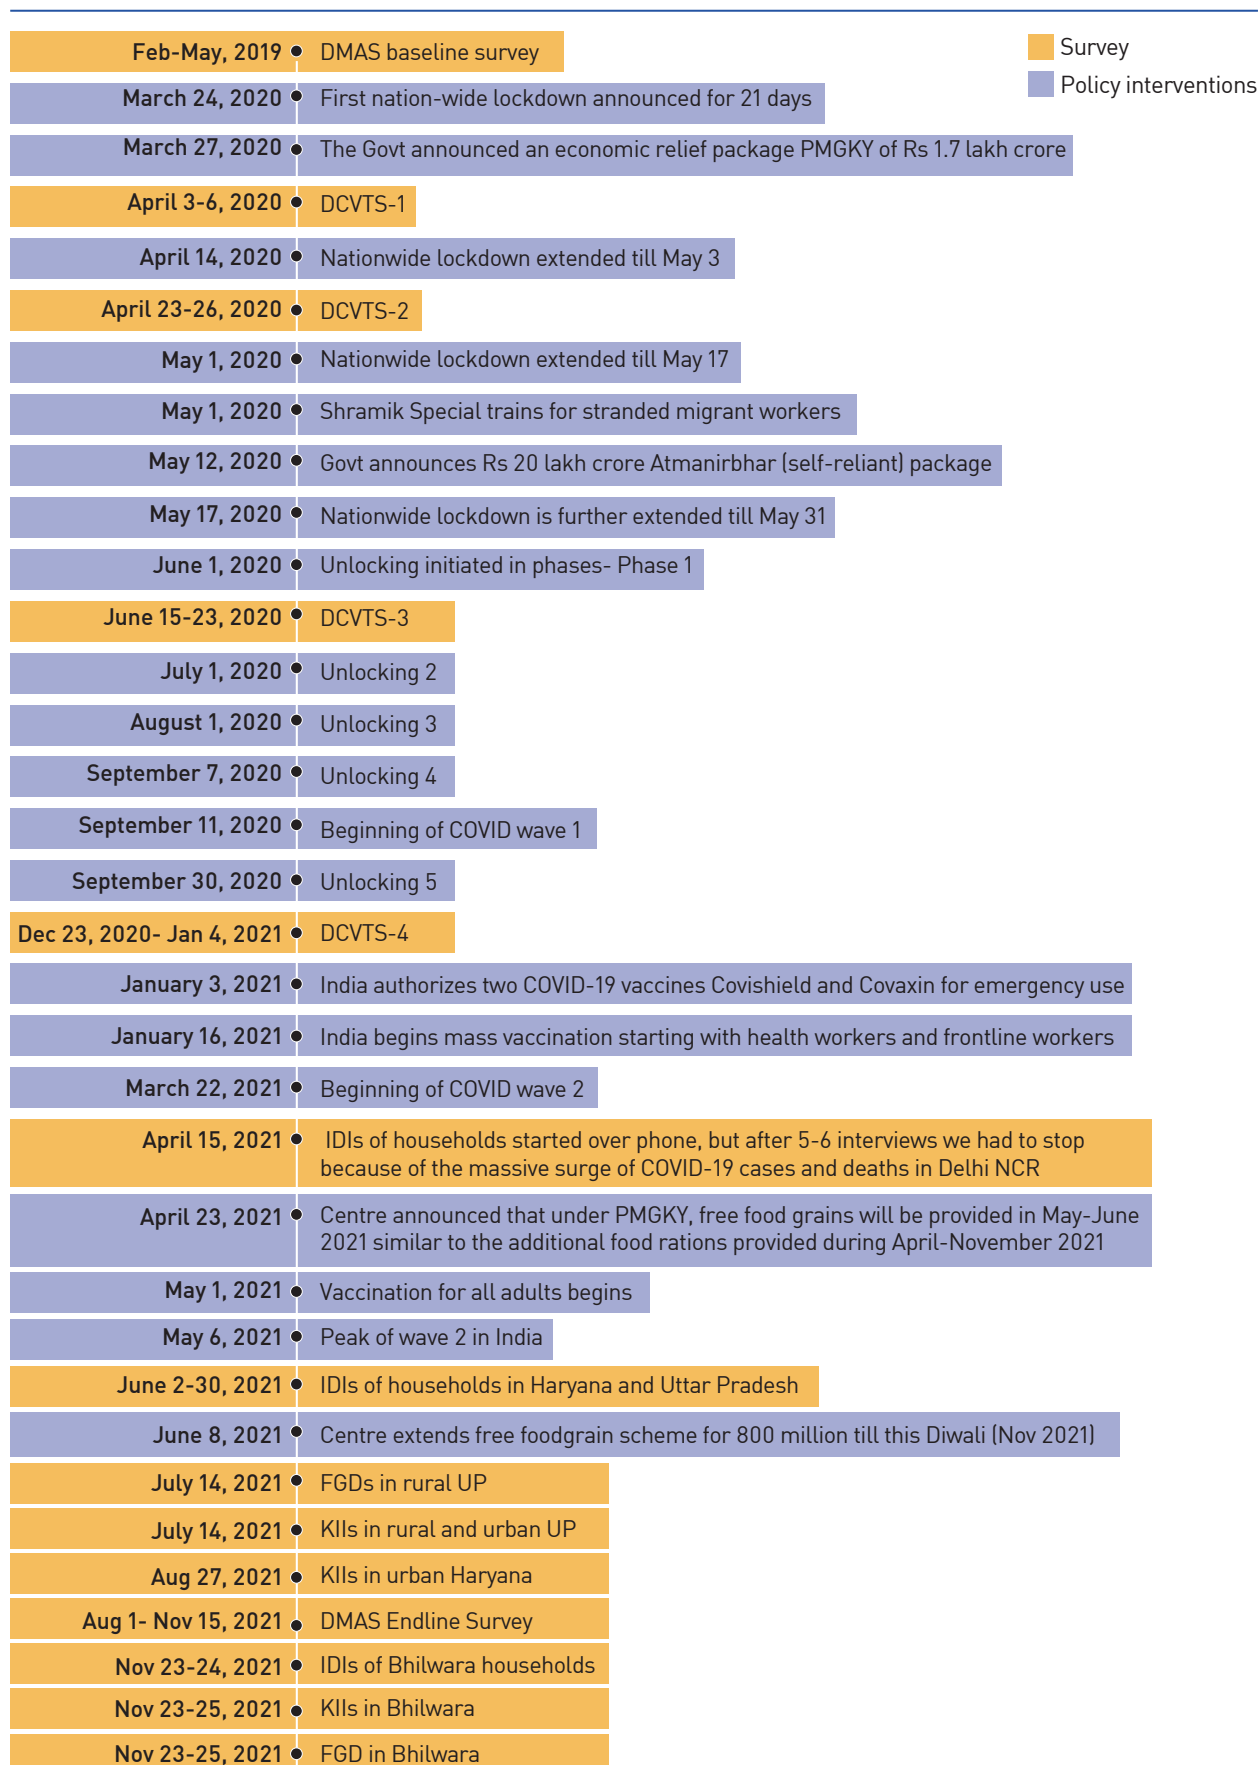 Survey
Policy interventions
Feb-May, 2019 DMAS baseline survey
March 24, 2020 First nation-wide lockdown announced for 21 days
March 27, 2020 The Govt announced an economic relief package PMGKY of Rs 1.7 lakh crore
April 3-6, 2020 DCVTS-1
April 14, 2020 Nationwide lockdown extended till May 3
April 23-26, 2020 DCVTS-2
May 1, 2020 Nationwide lockdown extended till May 17
May 1, 2020 Shramik Special trains for stranded migrant workers
May 12, 2020 Govt announces Rs 20 lakh crore Atmanirbhar (self-reliant) package
May 17, 2020 Nationwide lockdown is further extended till May 31
June 1, 2020 Unlocking initiated in phases- Phase 1
June 15-23, 2020 DCVTS-3
July 1, 2020 Unlocking 2
August 1, 2020 Unlocking 3
September 7, 2020 Unlocking 4
September 11, 2020 Beginning of COVID wave 1
September 30, 2020 Unlocking 5
Dec 23, 2020- Jan 4, 2021 DCVTS-4
January 3, 2021 India authorizes two COVID-19 vaccines Covishield and Covaxin for emergency use
January 16, 2021 India begins mass vaccination starting with health workers and frontline workers
March 22, 2021 Beginning of COVID wave 2
April 15, 2021 IDIs of households started over phone, but after 5-6 interviews we had to stop
because of the massive surge of COVID-19 cases and deaths in Delhi NCR
April 23, 2021 Centre announced that under PMGKY, free food grains will be provided in May-June
2021 similar to the additional food rations provided during April-November 2021
May 1, 2021 Vaccination for all adults begins
May 6, 2021 Peak of wave 2 in India
June 2-30, 2021 IDIs of households in Haryana and Uttar Pradesh
June 8, 2021 Centre extends free foodgrain scheme for 800 million till this Diwali (Nov 2021)
July 14, 2021 FGDs in rural UP
July 14, 2021 KIIs in rural and urban UP
Aug 27, 2021 KIIs in urban Haryana
Aug 1- Nov 15, 2021 DMAS Endline Survey
Nov 23-24, 2021 IDIs of Bhilwara households
Nov 23-25, 2021 KIIs in Bhilwara
Nov 23-25, 2021 FGD in Bhilwara